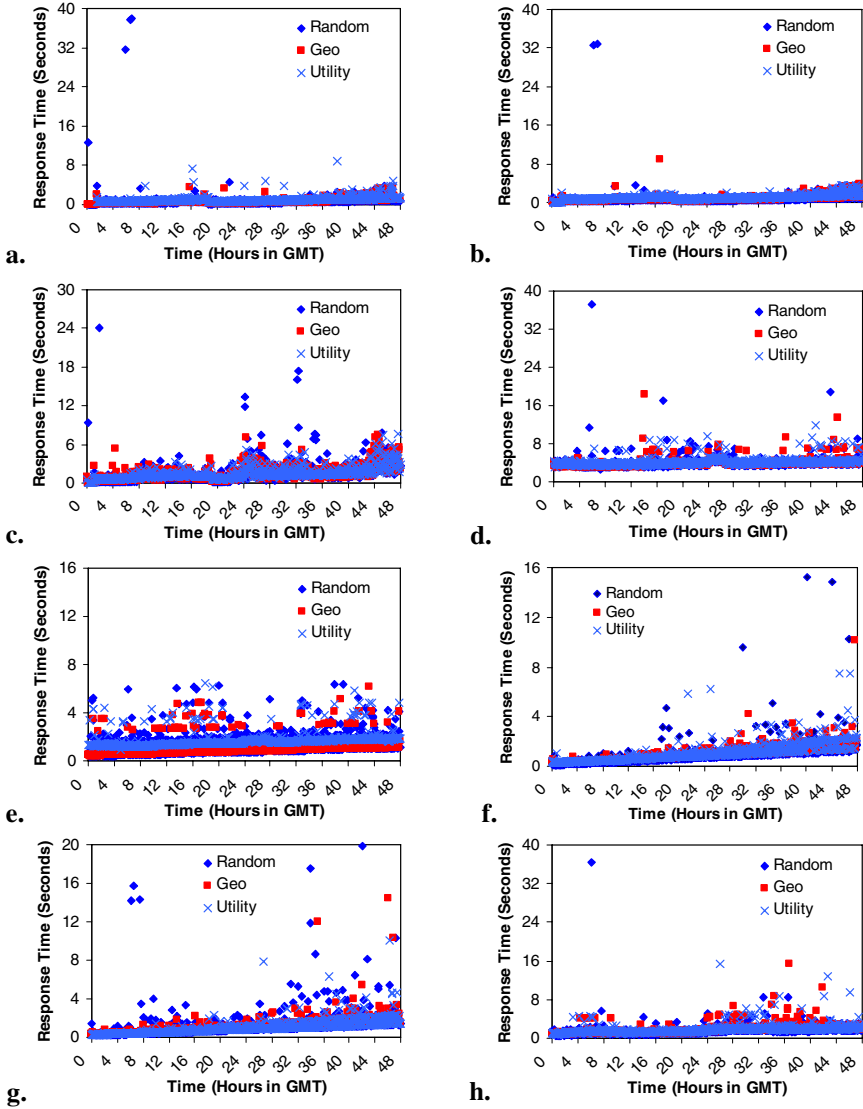 Response Time (Seconds)
40
32
24
16
8
0
Random
Geo
Utility
0 4 8 12 16 20 24 28 32 36 40 44 48
Time (Hours in GMT)
a.
Response Time (Seconds)
40
32
24
16
8
0
Random
Geo
Utility
0 4 8 12 16 20 24 28 32 36 40 44 48
Time (Hours in GMT)
b.
Response Time (Seconds)
30
24
18
12
6
0
Random
Geo
Utility
0 4 8 12 16 20 24 28 32 36 40 44 48
Time (Hours in GMT)
c.
Response Time (Seconds)
40
32
24
16
8
0
Random
Geo
Utility
0 4 8 12 16 20 24 28 32 36 40 44 48
Time (Hours in GMT)
d.
Response Time (Seconds)
16
12
8
4
0
Random
Geo
Utility
0 4 8 12 16 20 24 28 32 36 40 44 48
Time (Hours in GMT)
e.
Response Time (Seconds)
16
12
8
4
0
Random
Geo
Utility
0 4 8 12 16 20 24 28 32 36 40 44 48
Time (Hours in GMT)
f.
Response Time (Seconds)
20
16
12
8
4
0
Random
Geo
Utility
0 4 8 12 16 20 24 28 32 36 40 44 48
Time (Hours in GMT)
g.
Response Time (Seconds)
40
32
24
16
8
0
Random
Geo
Utility
0 4 8 12 16 20 24 28 32 36 40 44 48
Time (Hours in GMT)
h.